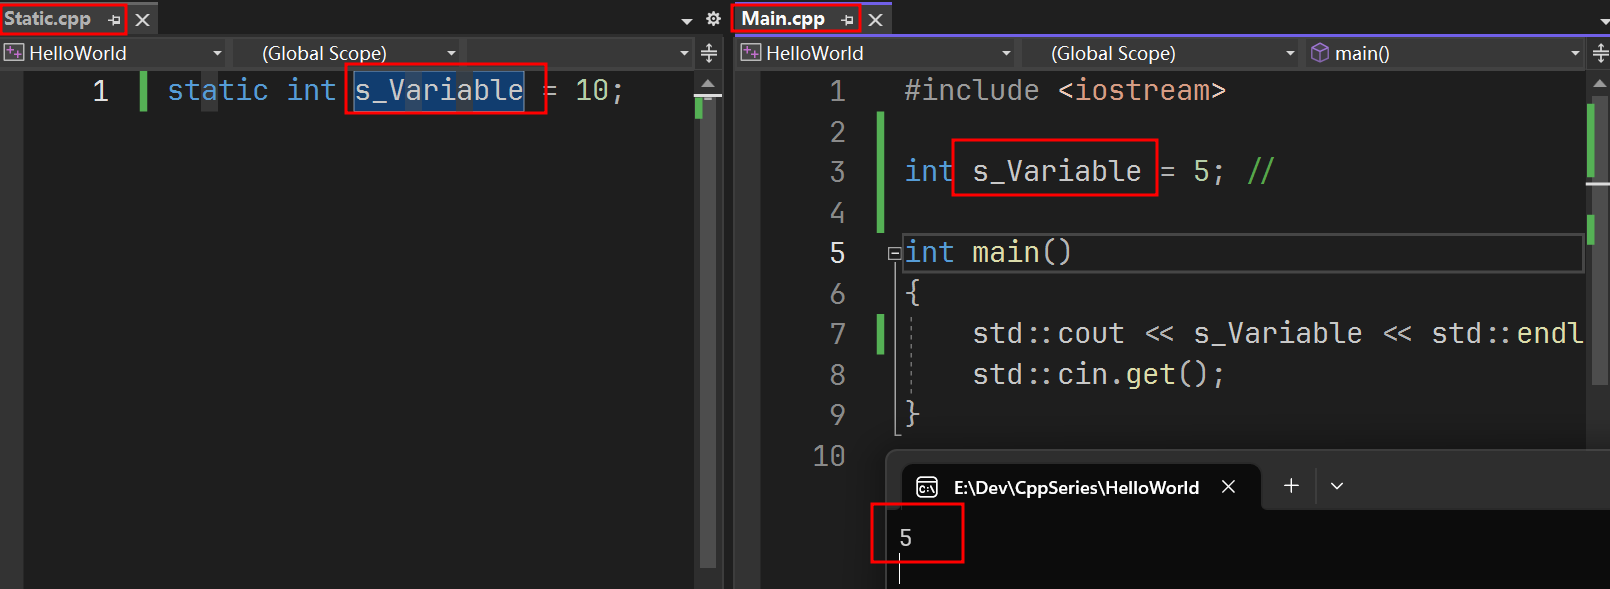 Static.cpp
HelloWorld (Global Scope)
1 static int s_Variable = 10;
Main.cpp
HelloWorld (Global Scope) main()
1 #include <iostream>
2
3 int s_Variable = 5; //
4
5 int main()
6 {
7 std::cout << s_Variable << std::endl
8 std::cin.get();
9 }
10
E:\Dev\CppSeries\HelloWorld
5